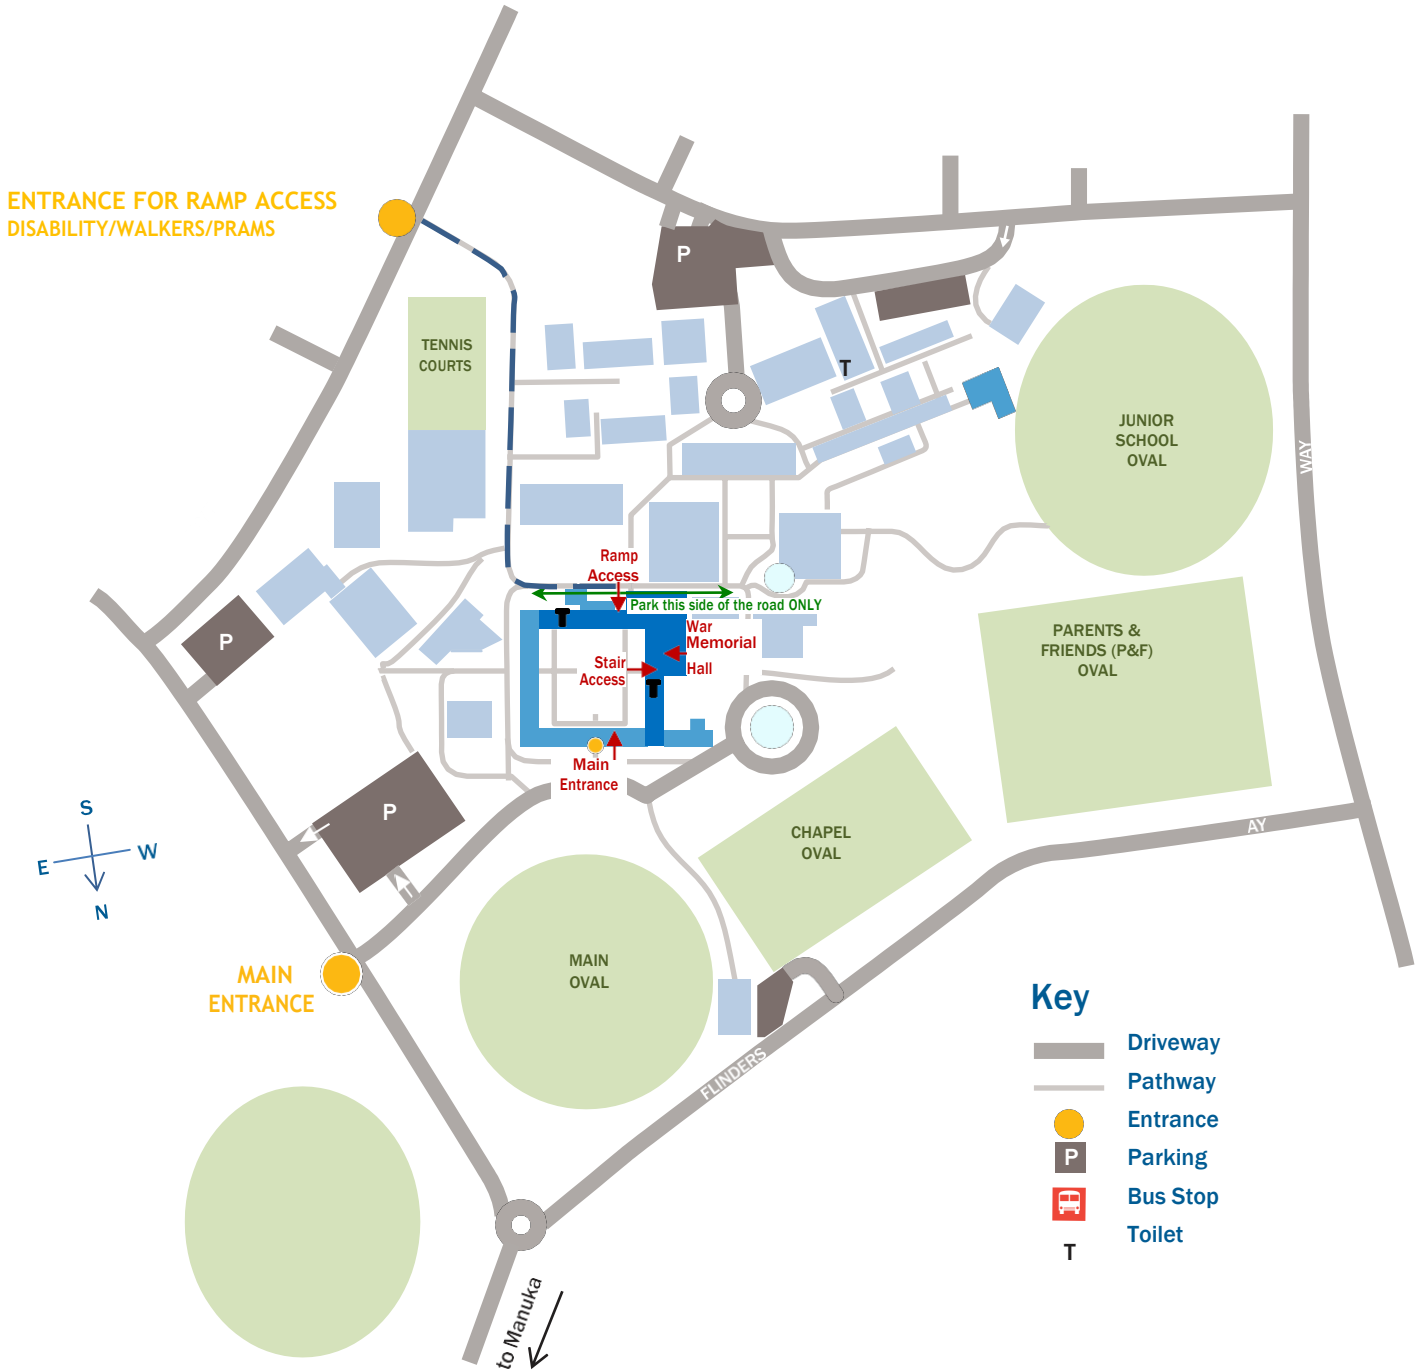 ENTRANCE FOR RAMP ACCESS
DISABILITY/WALKERS/PRAMS
P
TENNIS
COURTS
T
JUNIOR
SCHOOL
OVAL
WAY
Ramp
Access
Park this side of the road ONLY
War
Memorial
Hall
Stair
Access
P
PARENTS &
FRIENDS (P&F)
OVAL
Main
Entrance
P
S
E
W
N
CHAPEL
OVAL
AY
MAIN
OVAL
MAIN
ENTRANCE
FLINDERS
to Manuka
Key
Driveway
Pathway
Entrance
P
Parking
Bus Stop
Toilet
T